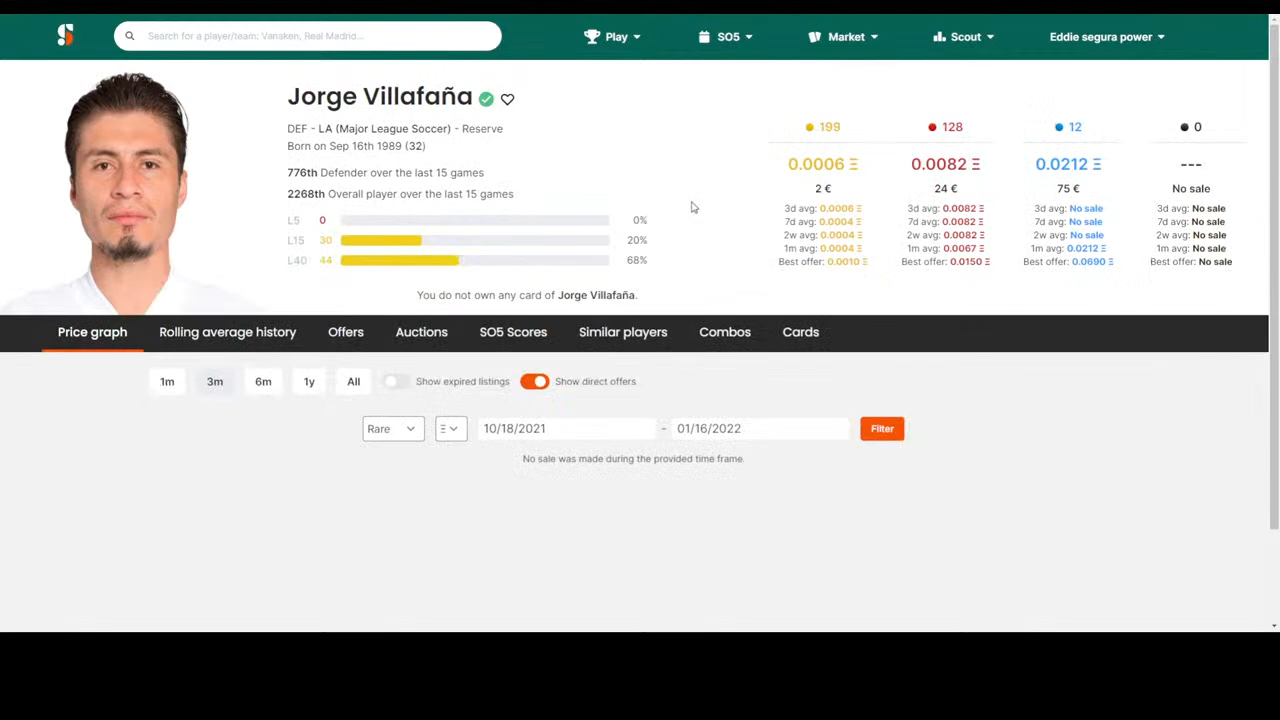 Search for a player/team: Vanaken, Real Madrid...
Play
SO5
Market
Scout
Eddie segura power
Jorge Villafaña
DEF - LA (Major League Soccer) - Reserve
Born on Sep 16th 1989 (32)
776th Defender over the last 15 games
2268th Overall player over the last 15 games
L5 0 0%
L15 30 20%
L40 44 68%
You do not own any card of Jorge Villafaña.
199 128 12 0
0.0006 Ξ 0.0082 Ξ 0.0212 Ξ ---
2 € 24 € 75 € No sale
3d avg: 0.0006 Ξ 3d avg: 0.0082 Ξ 3d avg: No sale 3d avg: No sale
7d avg: 0.0004 Ξ 7d avg: 0.0082 Ξ 7d avg: No sale 7d avg: No sale
2w avg: 0.0004 Ξ 2w avg: 0.0082 Ξ 2w avg: No sale 2w avg: No sale
1m avg: 0.0004 Ξ 1m avg: 0.0067 Ξ 1m avg: 0.0212 Ξ 1m avg: No sale
Best offer: 0.0010 Ξ Best offer: 0.0150 Ξ Best offer: 0.0690 Ξ Best offer: No sale
Price graph Rolling average history Offers Auctions SO5 Scores Similar players Combos Cards
1m 3m 6m 1y All Show expired listings Show direct offers
Rare Ξ 10/18/2021 - 01/16/2022 Filter
No sale was made during the provided time frame.